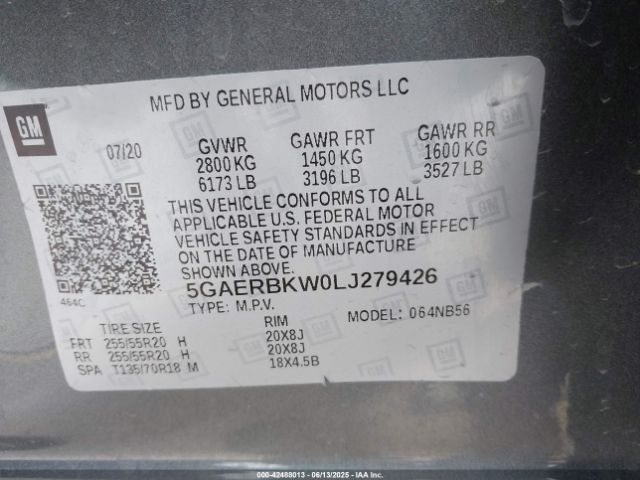 MFD BY GENERAL MOTORS LLC
GM
07/20
GVWR GAWR FRT GAWR RR
2800 KG 1450 KG 1600 KG
6173 LB 3196 LB 3527 LB
THIS VEHICLE CONFORMS TO ALL
APPLICABLE U.S. FEDERAL MOTOR
VEHICLE SAFETY STANDARDS IN EFFECT
ON THE DATE OF MANUFACTURE
SHOWN ABOVE.
464C
5GAERBKW0LJ279426
TYPE: M.P.V. MODEL: 064NB56
TIRE SIZE RIM
FRT 255/55R20 H 20X8J
RR 255/55R20 H 20X8J
SPA T135/70R18 M 18X4.5B
000-42488013 - 06/13/2025 - IAA Inc.